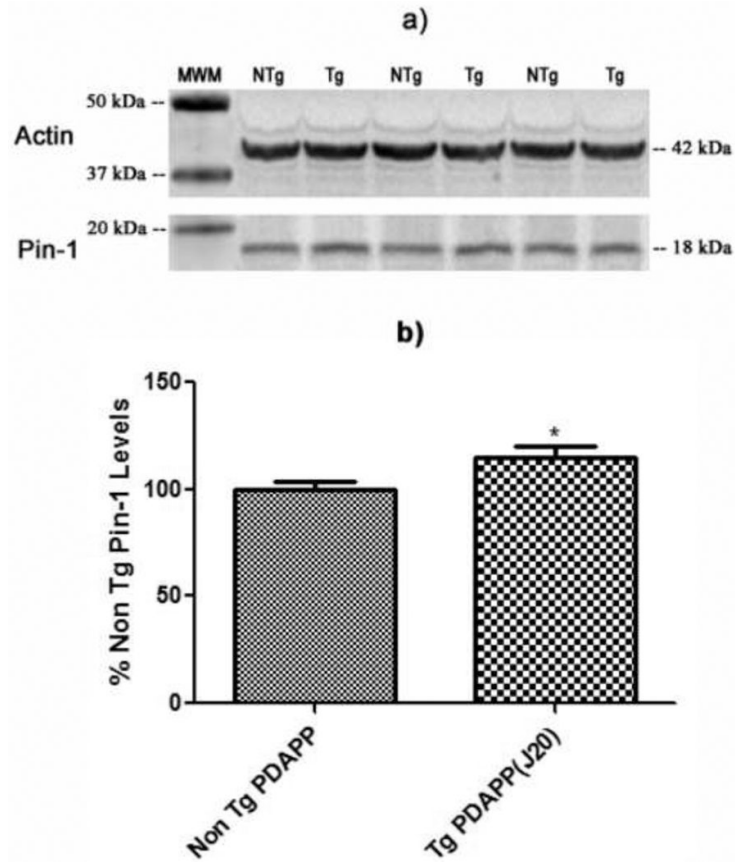 a)
MWM NTg Tg NTg Tg NTg Tg
50 kDa --
Actin
-- 42 kDa
37 kDa --
20 kDa --
Pin-1
-- 18 kDa
b)
% Non Tg Pin-1 Levels
150
*
100
50
0
Non Tg PDAPP
Tg PDAPP(J20)